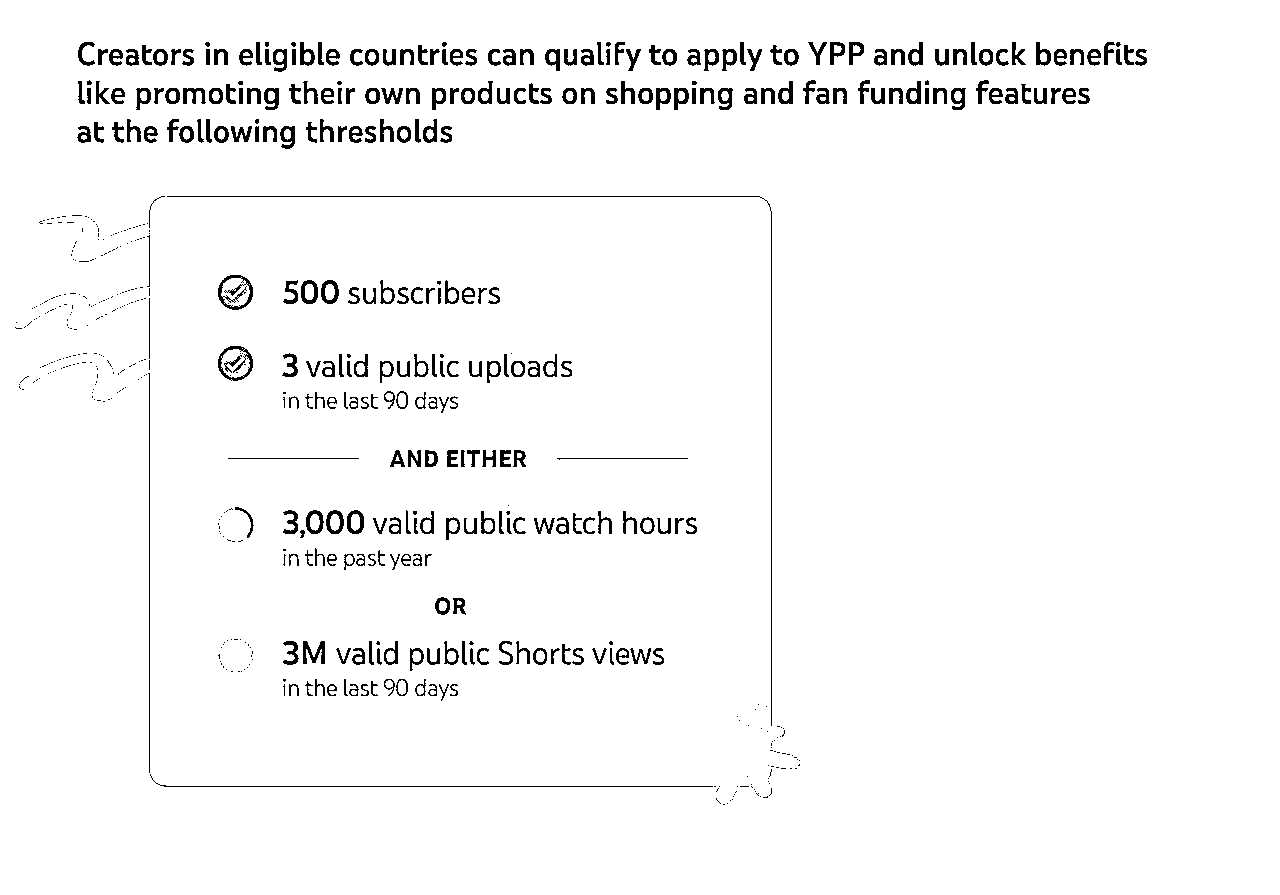 Creators in eligible countries can qualify to apply to YPP and unlock benefits
like promoting their own products on shopping and fan funding features
at the following thresholds
500 subscribers
3 valid public uploads
in the last 90 days
AND EITHER
3,000 valid public watch hours
in the past year
OR
3M valid public Shorts views
in the last 90 days